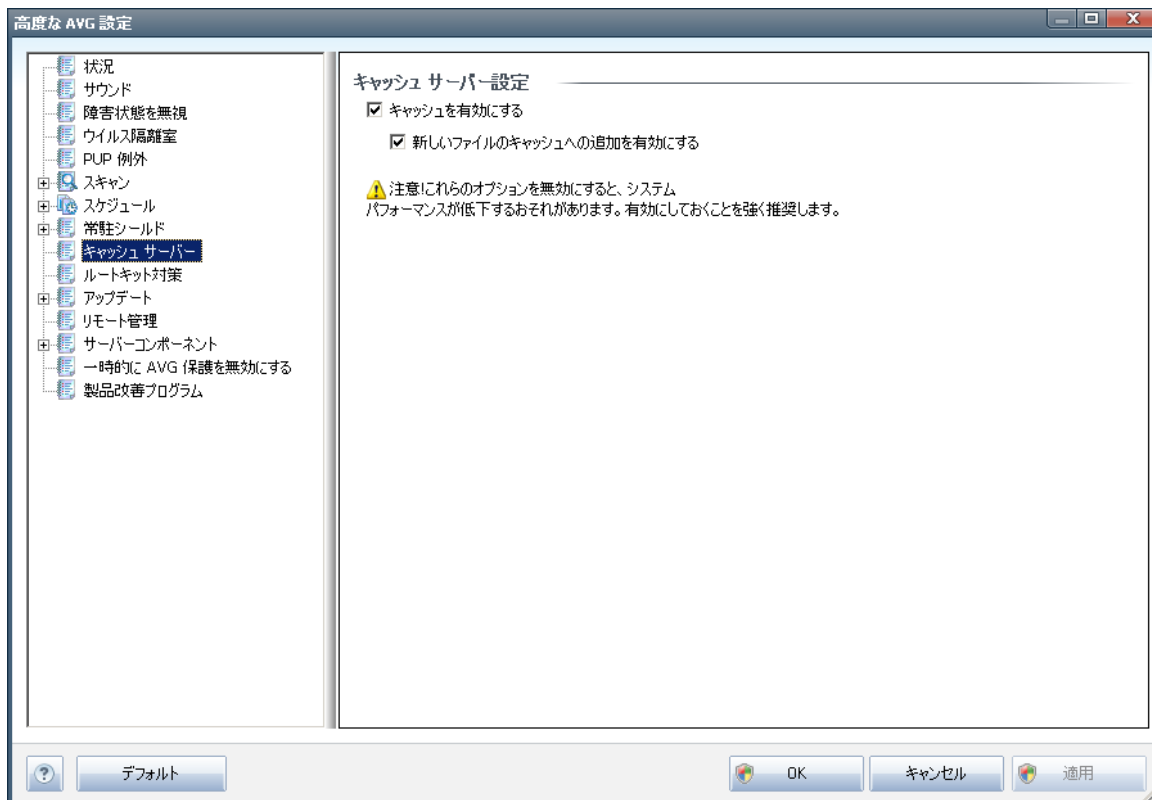 高度な AVG 設定
状況
サウンド
障害状態を無視
ウイルス隔離室
PUP 例外
スキャン
スケジュール
常駐シールド
キャッシュ サーバー
ルートキット対策
アップデート
リモート管理
サーバーコンポーネント
一時的に AVG 保護を無効にする
製品改善プログラム
キャッシュ サーバー設定
キャッシュを有効にする
新しいファイルのキャッシュへの追加を有効にする
注意!これらのオプションを無効にすると、システム
パフォーマンスが低下するおそれがあります。有効にしておくことを強く推奨します。
?
デフォルト
OK
キャンセル
適用